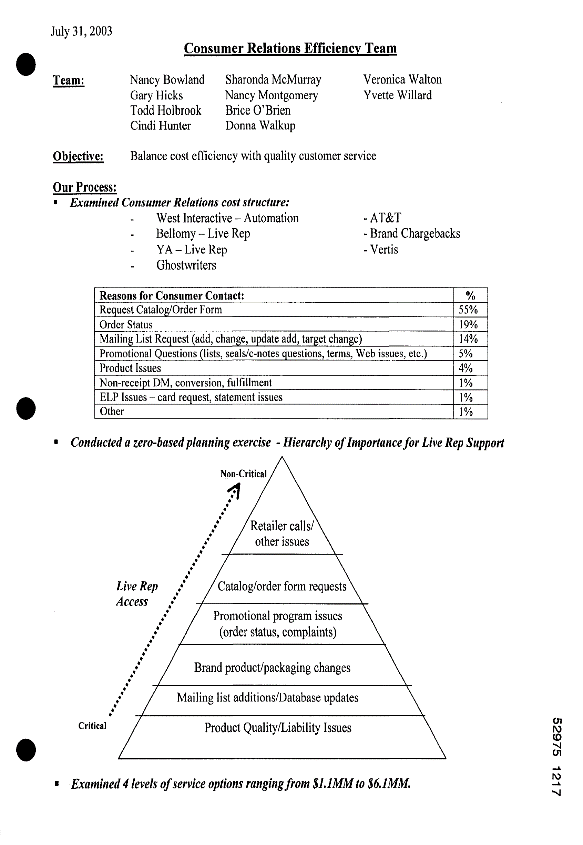 July 31, 2003
Consumer Relations Efficiency Team
Team: Nancy Bowland Sharonda McMurray Veronica Walton
Gary Hicks Nancy Montgomery Yvette Willard
Todd Holbrook Brice O'Brien
Cindi Hunter Donna Walkup
Objective: Balance cost efficiency with quality customer service
Our Process:
▪ Examined Consumer Relations cost structure:
- West Interactive – Automation - AT&T
- Bellomy – Live Rep - Brand Chargebacks
- YA – Live Rep - Vertis
- Ghostwriters
Reasons for Consumer Contact: %
Request Catalog/Order Form 55%
Order Status 19%
Mailing List Request (add, change, update add, target change) 14%
Promotional Questions (lists, seals/c-notes questions, terms, Web issues, etc.) 5%
Product Issues 4%
Non-receipt DM, conversion, fulfillment 1%
ELP Issues – card request, statement issues 1%
Other 1%
▪ Conducted a zero-based planning exercise - Hierarchy of Importance for Live Rep Support
Non-Critical
Retailer calls/
other issues
Live Rep
Access
Catalog/order form requests
Promotional program issues
(order status, complaints)
Brand product/packaging changes
Mailing list additions/Database updates
Critical
Product Quality/Liability Issues
▪ Examined 4 levels of service options ranging from $1.1MM to $6.1MM.
52975 1217